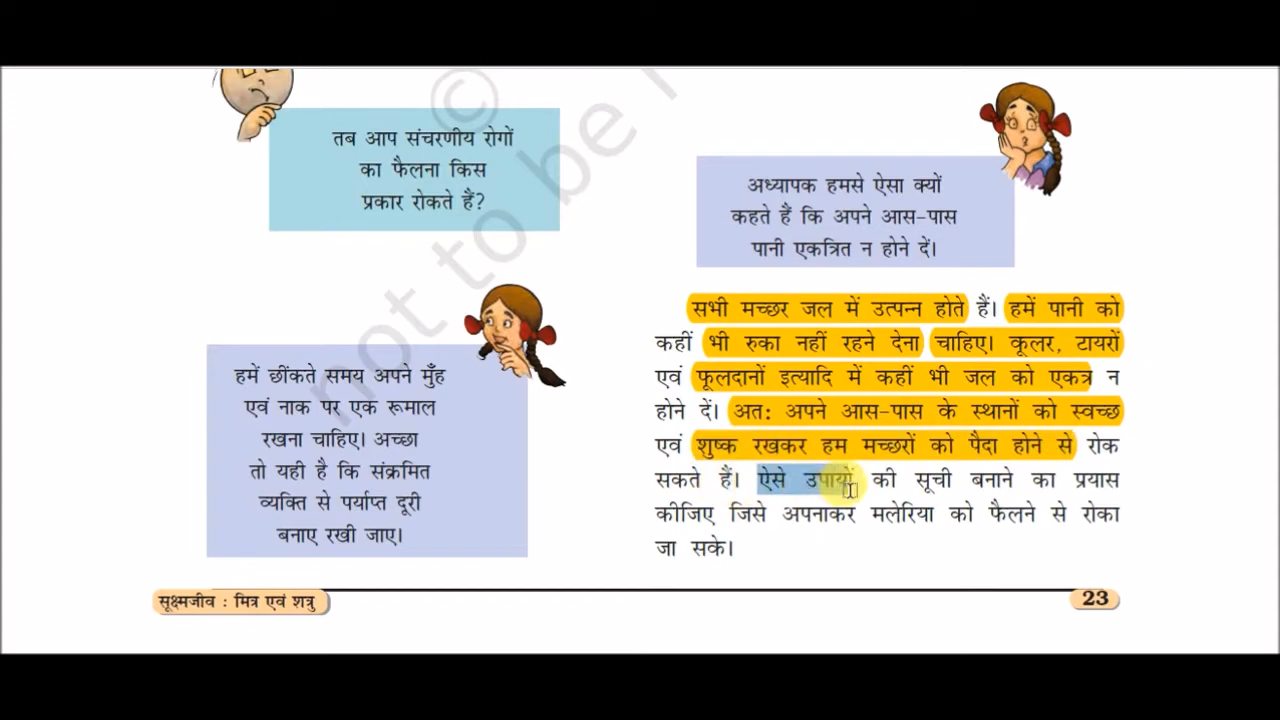 तब आप संचरणीय रोगों
का फैलना किस
प्रकार रोकते हैं?
हमें छींकते समय अपने मुँह
एवं नाक पर एक रूमाल
रखना चाहिए। अच्छा
तो यही है कि संक्रमित
व्यक्ति से पर्याप्त दूरी
बनाए रखी जाए।
अध्यापक हमसे ऐसा क्यों
कहते हैं कि अपने आस-पास
पानी एकत्रित न होने दें।
सभी मच्छर जल में उत्पन्न होते हैं। हमें पानी को
कहीं भी रुका नहीं रहने देना चाहिए। कूलर, टायरों
एवं फूलदानों इत्यादि में कहीं भी जल को एकत्र न
होने दें। अतः अपने आस-पास के स्थानों को स्वच्छ
एवं शुष्क रखकर हम मच्छरों को पैदा होने से रोक
सकते हैं। ऐसे उपायों की सूची बनाने का प्रयास
कीजिए जिसे अपनाकर मलेरिया को फैलने से रोका
जा सके।
सूक्ष्मजीव : मित्र एवं शत्रु
23
© not to be